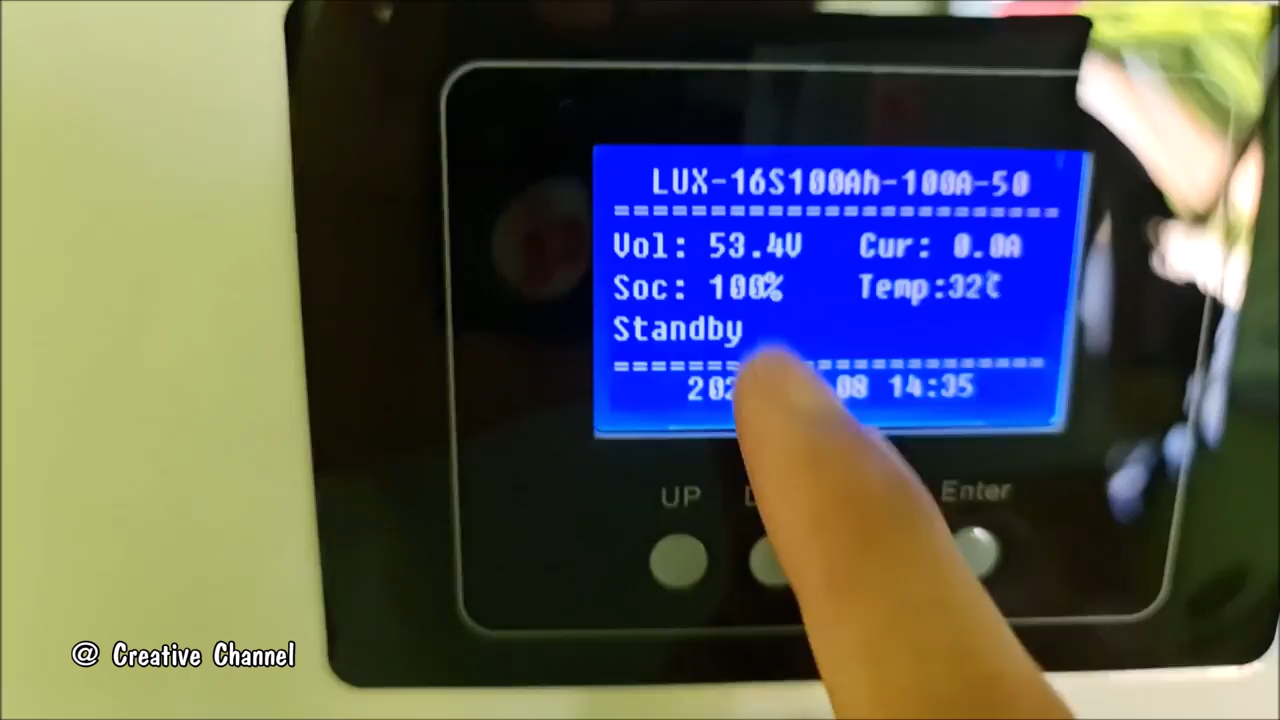 LUX-16S100Ah-100A-50
======================
Vol: 53.4V Cur: 0.0A
Soc: 100% Temp:32℃
Standby
======================
08 14:35
UP Enter
@ Creative Channel